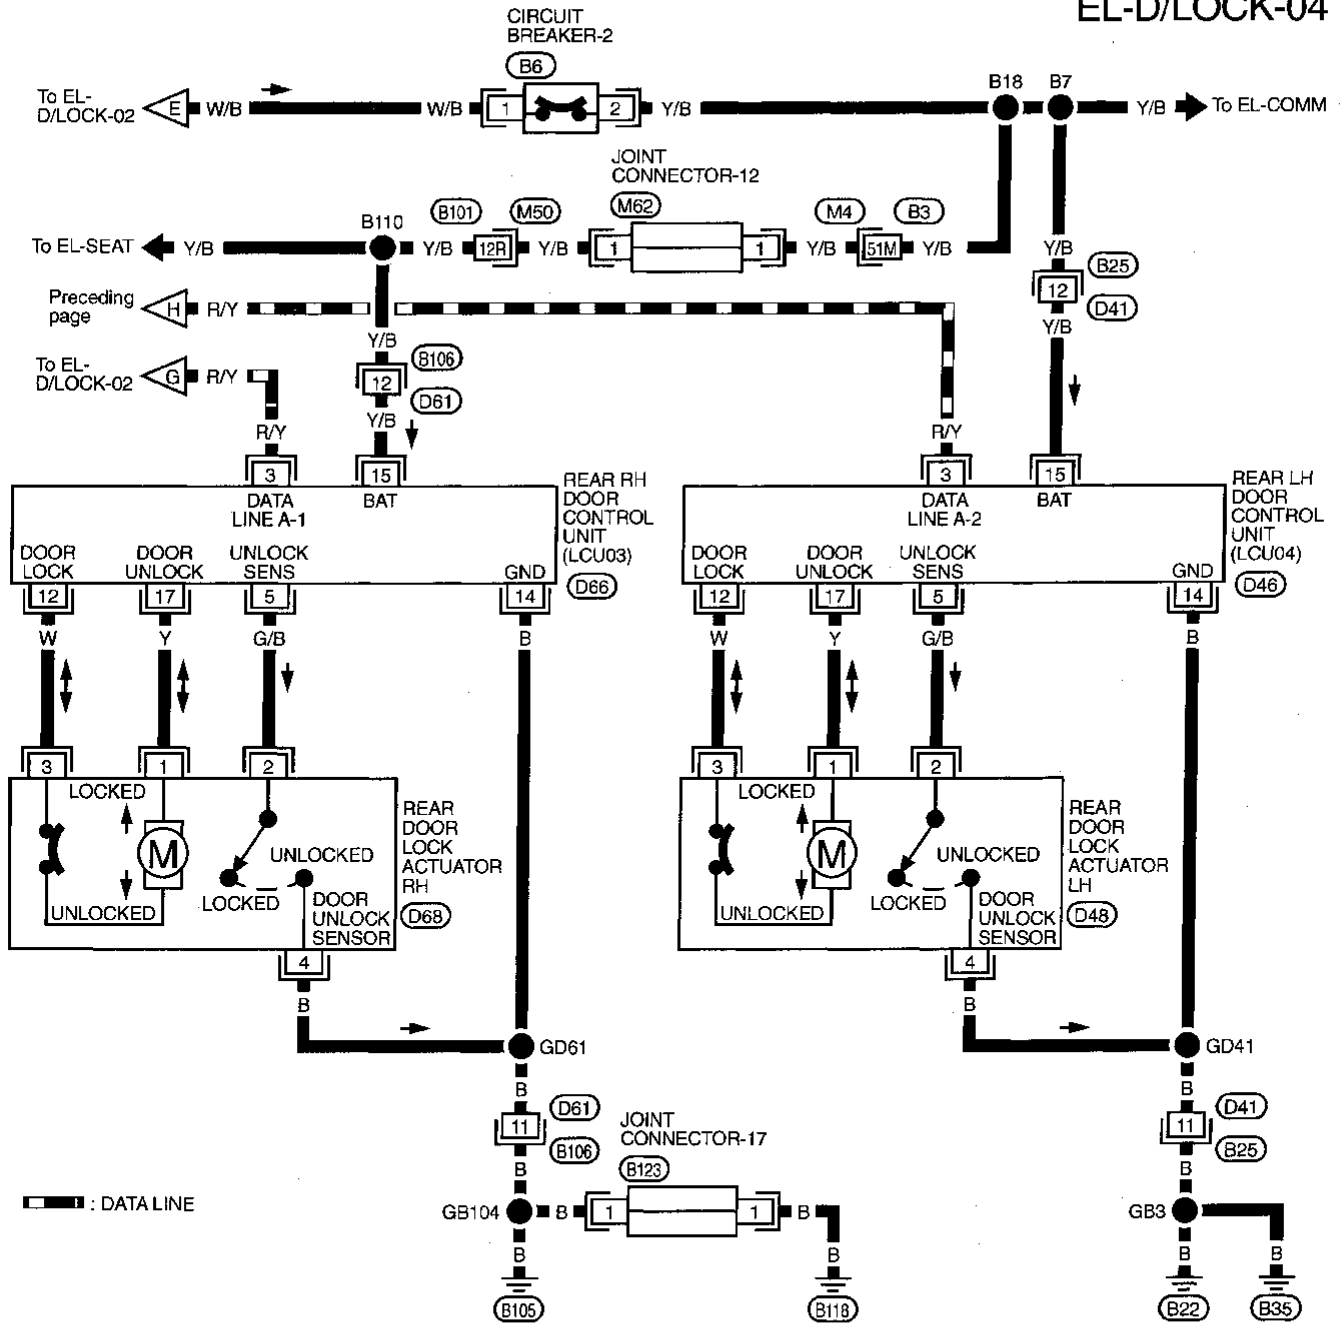 EL-D/LOCK-04
CIRCUIT
BREAKER-2
B6
B18 B7
To EL-
D/LOCK-02
E W/B W/B 1 2 Y/B Y/B To EL-COMM
JOINT
CONNECTOR-12
B110 B101 M50 M62 M4 B3
To EL-SEAT Y/B Y/B 12R Y/B 1 1 Y/B 51M Y/B Y/B
B25
12
D41
Y/B
Preceding
page
H R/Y
Y/B
B106
12
D61
Y/B
To EL-
D/LOCK-02
G R/Y
R/Y R/Y
3 15 3 15
DATA
LINE A-1
BAT
REAR RH
DOOR
CONTROL
UNIT
(LCU03)
D66
DATA
LINE A-2
BAT
REAR LH
DOOR
CONTROL
UNIT
(LCU04)
D46
DOOR
LOCK
DOOR
UNLOCK
UNLOCK
SENS
GND
DOOR
LOCK
DOOR
UNLOCK
UNLOCK
SENS
GND
12 17 5 14 12 17 5 14
W Y G/B B W Y G/B B
3 1 2 3 1 2
LOCKED
M
UNLOCKED
UNLOCKED
LOCKED
DOOR
UNLOCK
SENSOR
REAR
DOOR
LOCK
ACTUATOR
RH
D68
LOCKED
M
UNLOCKED
UNLOCKED
LOCKED
DOOR
UNLOCK
SENSOR
REAR
DOOR
LOCK
ACTUATOR
LH
D48
4 4
B B
GD61 GD41
B B
D61
11
B106
B
JOINT
CONNECTOR-17
B123
D41
11
B25
B
: DATA LINE
GB104 B 1 1 B GB3
B B B B
B105 B118 B22 B35